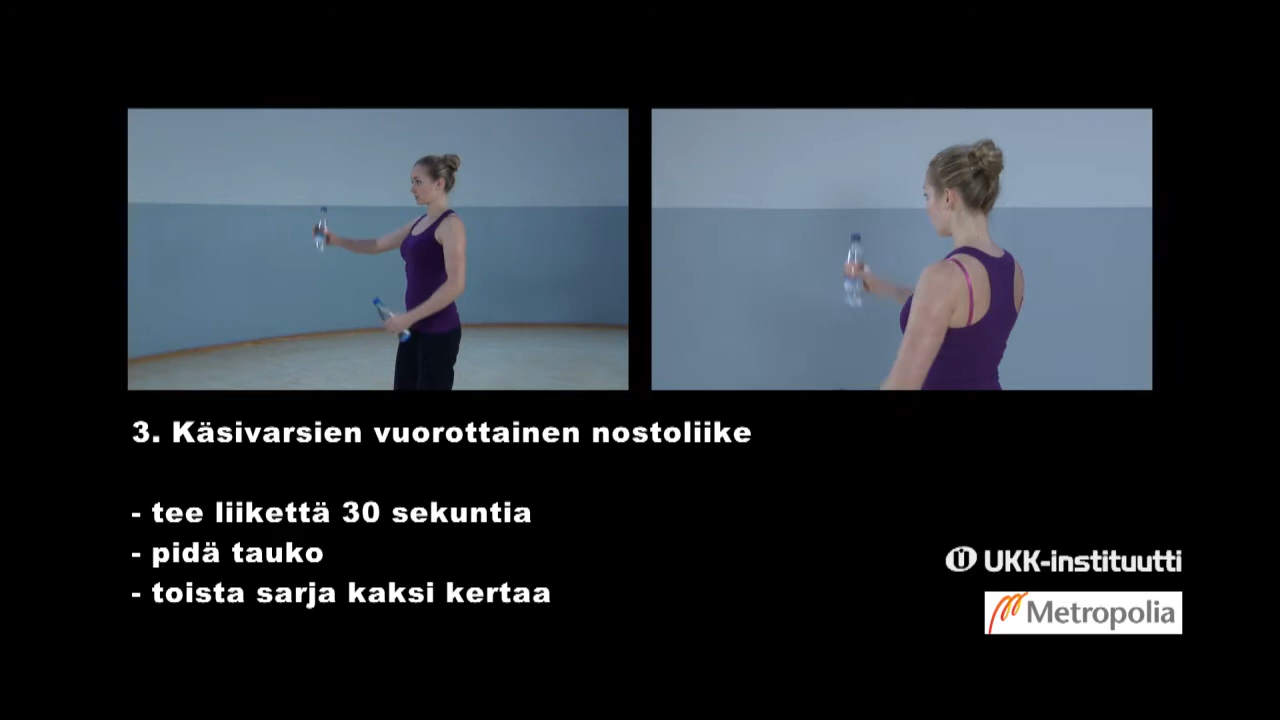 3. Käsivarsien vuorottainen nostoliike
- tee liikettä 30 sekuntia
- pidä tauko
- toista sarja kaksi kertaa
UKK-instituutti
Metropolia